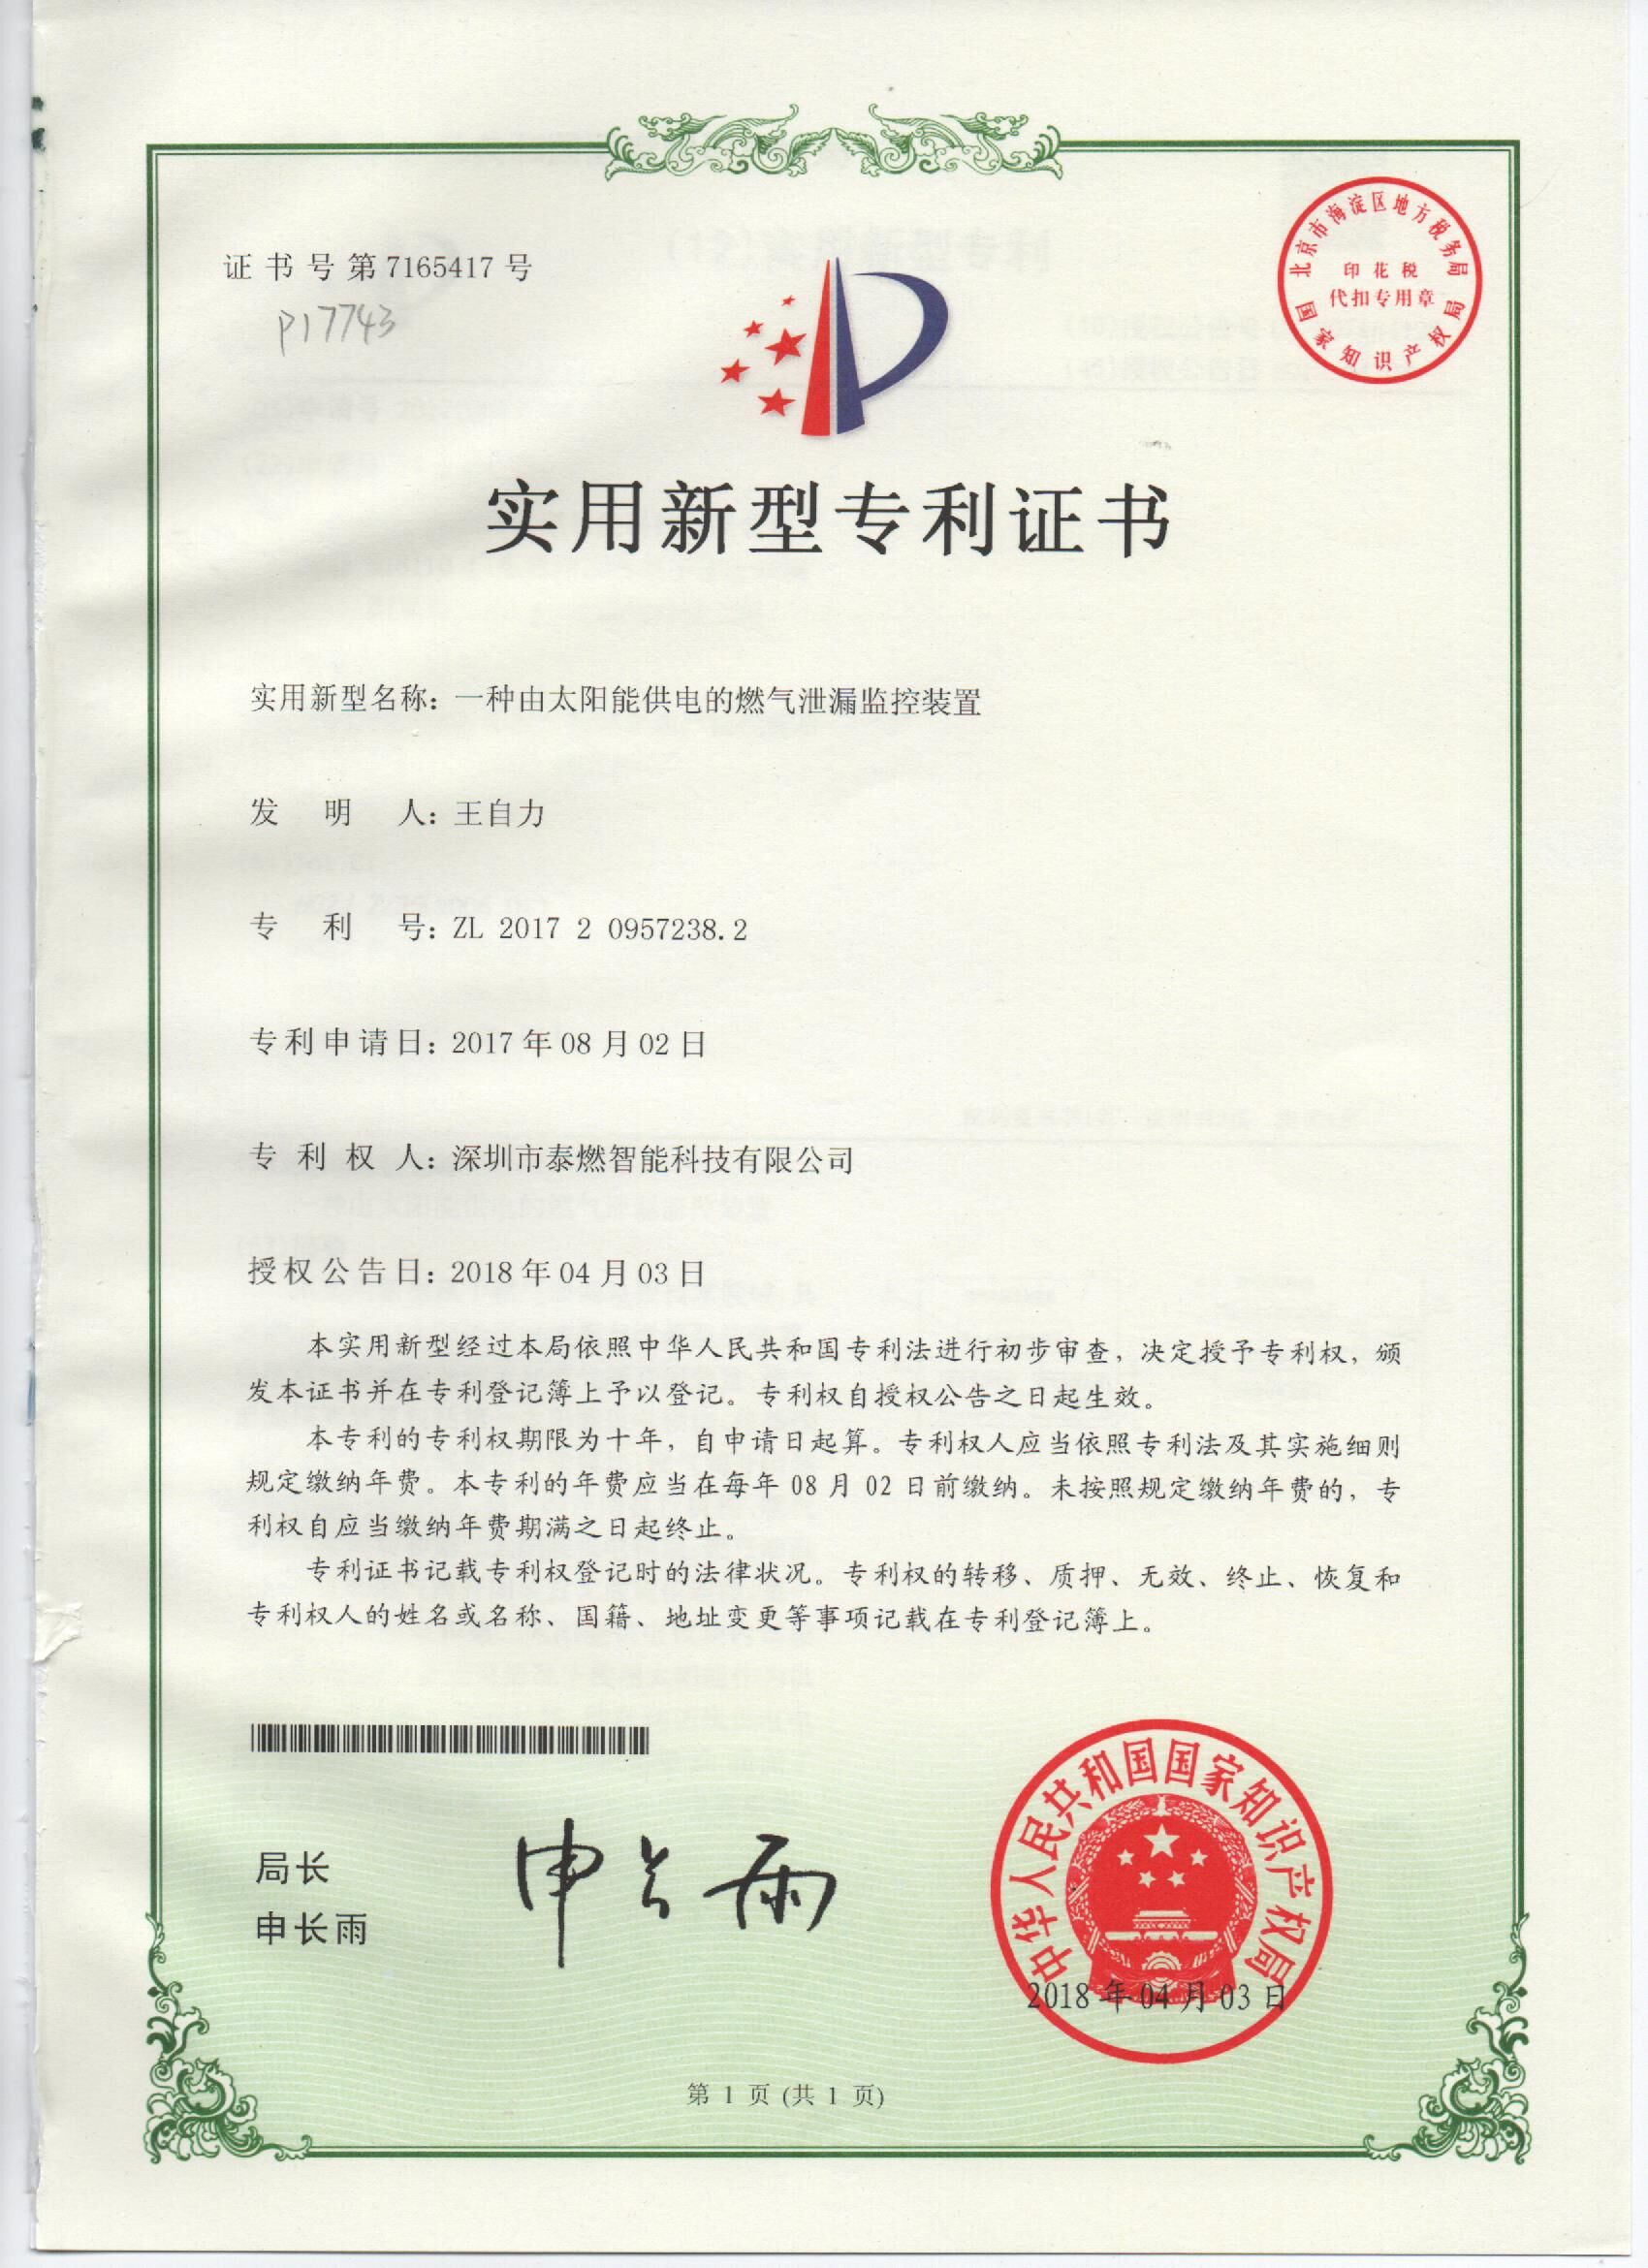 证书号第7165417号
P17743
北京市海淀区地方税务局
印花税
代扣专用章
国家知识产权局
实用新型专利证书
实用新型名称：一种由太阳能供电的燃气泄漏监控装置
发明人：王自力
专利号：ZL 2017 2 0957238.2
专利申请日：2017年08月02日
专利权人：深圳市泰燃智能科技有限公司
授权公告日：2018年04月03日
本实用新型经过本局依照中华人民共和国专利法进行初步审查，决定授予专利权，颁
发本证书并在专利登记簿上予以登记。专利权自授权公告之日起生效。
本专利的专利权期限为十年，自申请日起算。专利权人应当依照专利法及其实施细则
规定缴纳年费。本专利的年费应当在每年08月02日前缴纳。未按照规定缴纳年费的，专
利权自应当缴纳年费期满之日起终止。
专利证书记载专利权登记时的法律状况。专利权的转移、质押、无效、终止、恢复和
专利权人的姓名或名称、国籍、地址变更等事项记载在专利登记簿上。
局长
申长雨
申长雨
中华人民共和国国家知识产权局
2018年04月03日
第 1 页 (共 1 页)